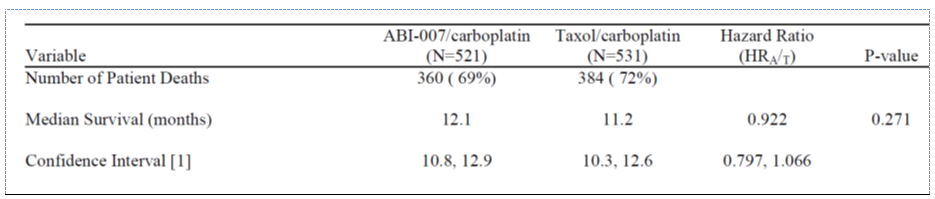 ABI-007/carboplatin Taxol/carboplatin Hazard Ratio
Variable (N=521) (N=531) (HRA/T) P-value
Number of Patient Deaths 360 ( 69%) 384 ( 72%)
Median Survival (months) 12.1 11.2 0.922 0.271
Confidence Interval [1] 10.8, 12.9 10.3, 12.6 0.797, 1.066